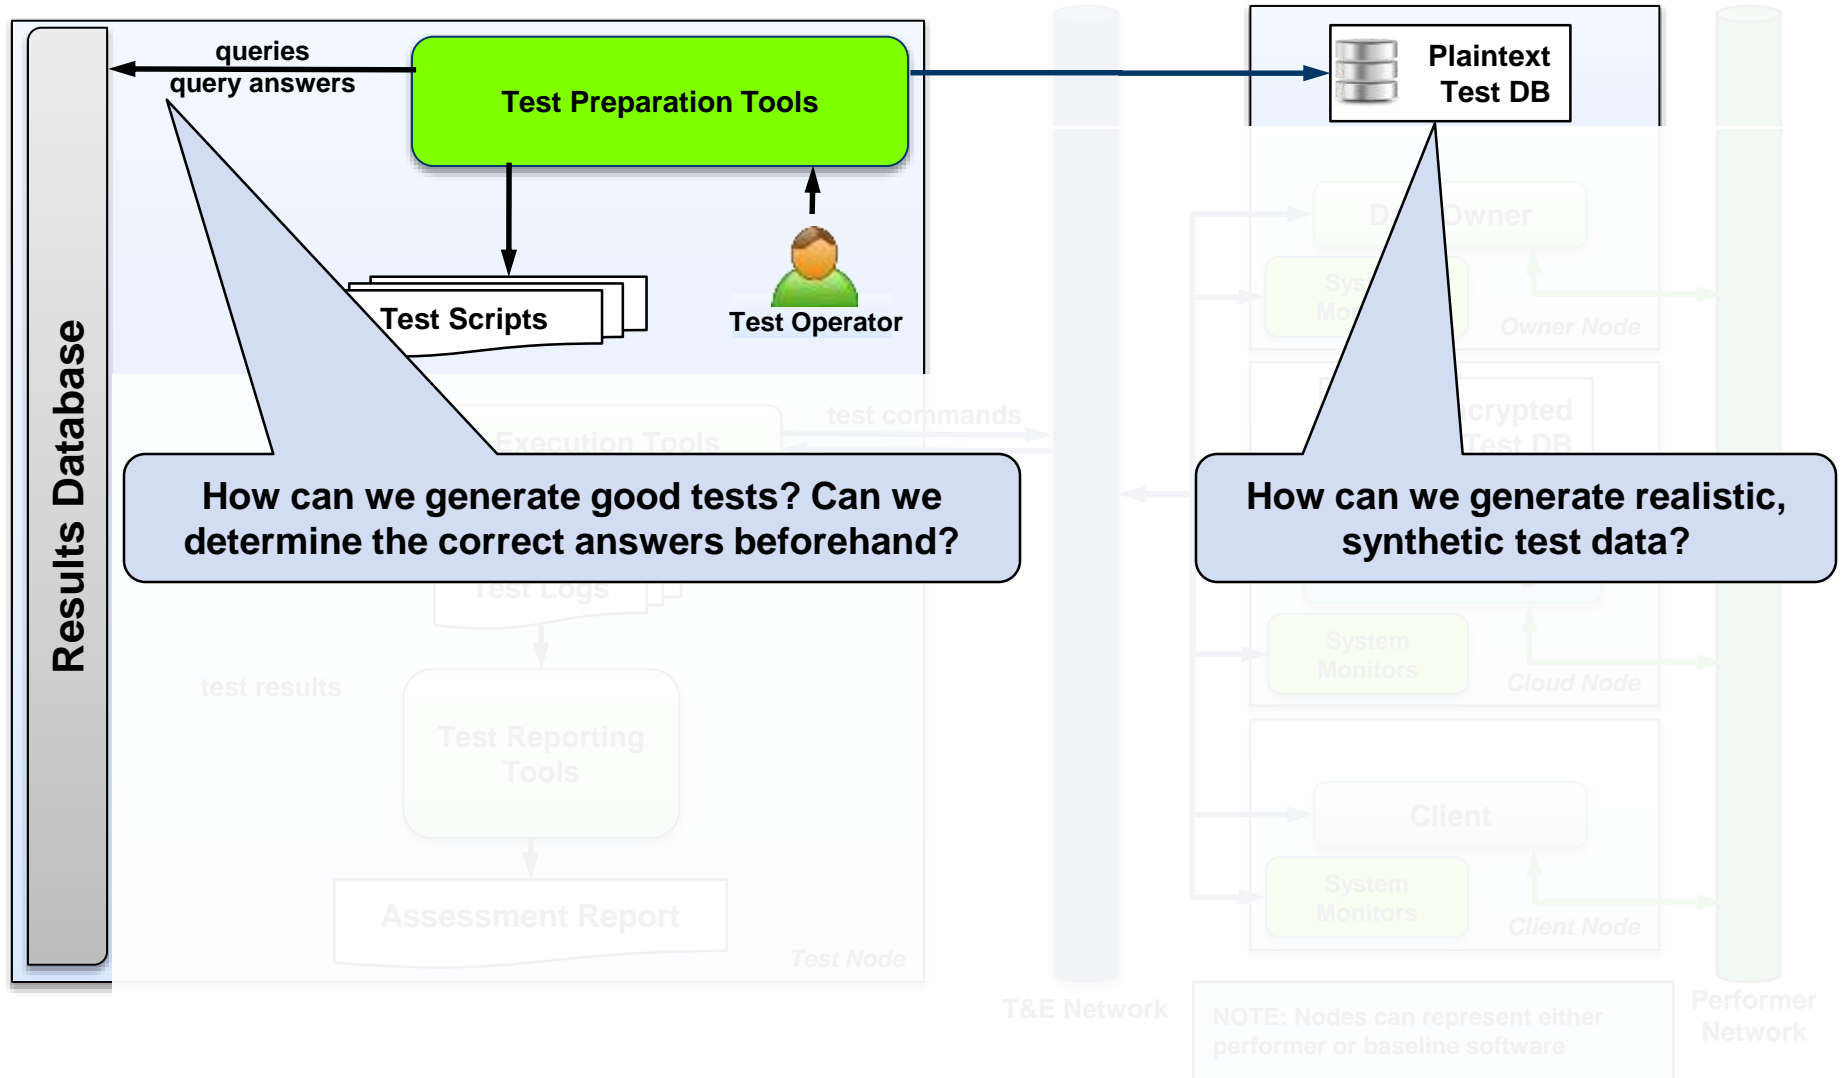 queries
query answers
Test Preparation Tools
Plaintext
Test DB
Test Scripts
Test Operator
Results Database
Owner
Owner Node
test commands
Execution Tools
Test DB
How can we generate good tests? Can we
determine the correct answers beforehand?
How can we generate realistic,
synthetic test data?
Test Logs
test results
System
Monitors
Cloud Node
Test Reporting
Tools
Client
System
Monitors
Client Node
Assessment Report
Test Node
T&E Network
NOTE: Nodes can represent either
performer or baseline software
Performer
Network